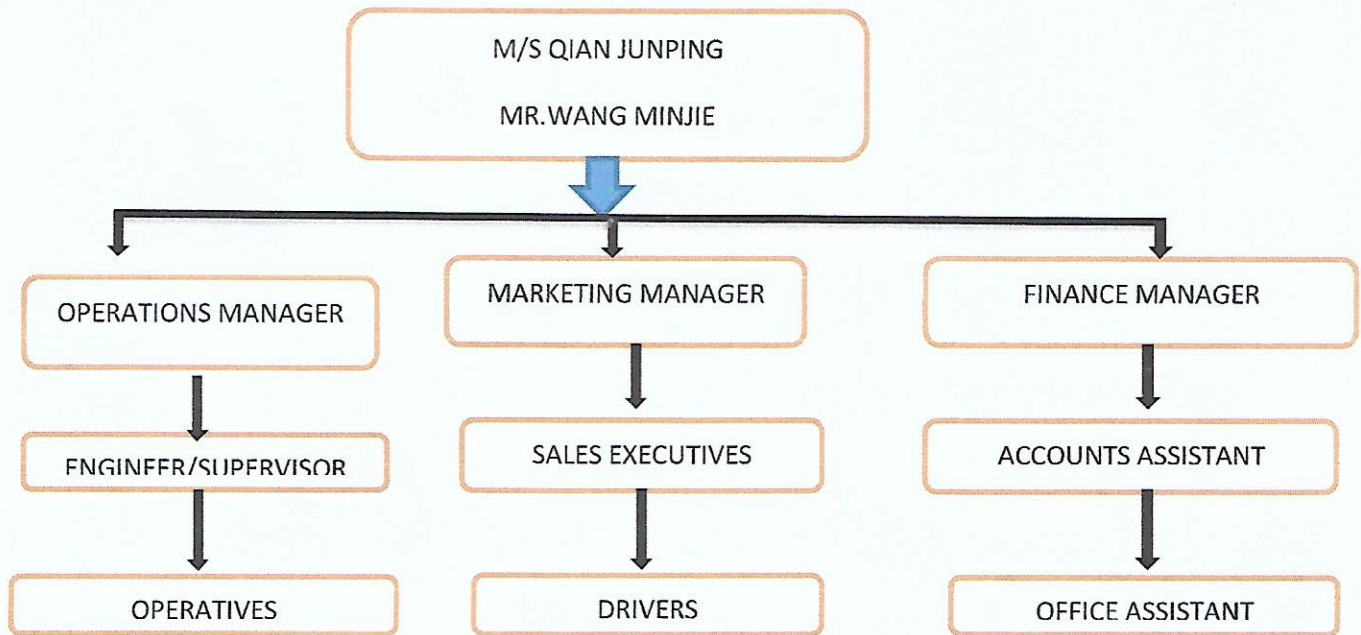 M/S QIAN JUNPING
MR.WANG MINJIE
OPERATIONS MANAGER
MARKETING MANAGER
FINANCE MANAGER
ENGINEER/SUPERVISOR
SALES EXECUTIVES
ACCOUNTS ASSISTANT
OPERATIVES
DRIVERS
OFFICE ASSISTANT